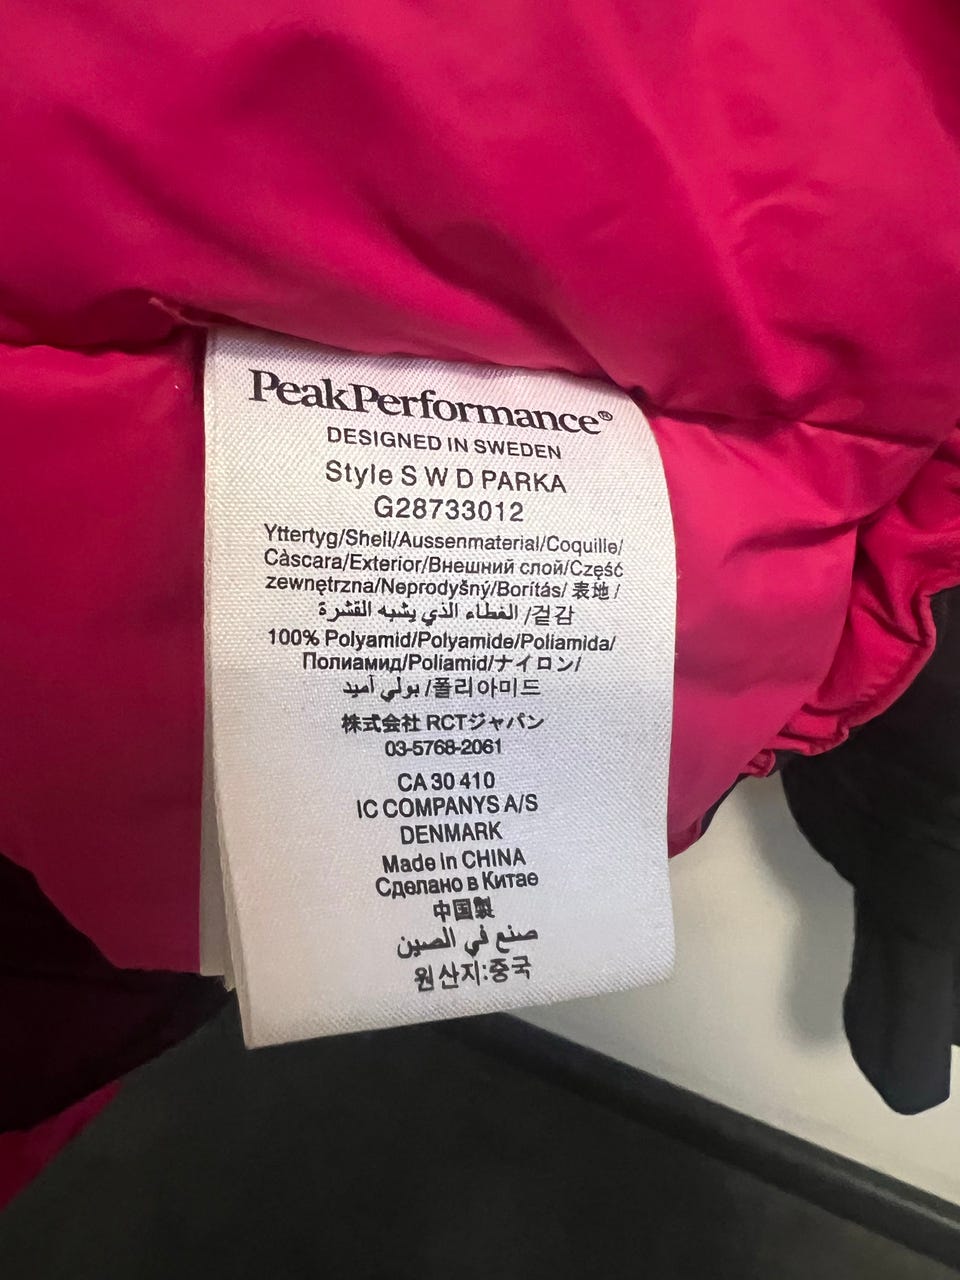 PeakPerformance®
DESIGNED IN SWEDEN
Style S W D PARKA
G28733012
Yttertyg/Shell/Aussenmaterial/Coquille/
Càscara/Exterior/Внешний слой/Część
zewnętrzna/Neprodyšný/Borítás/ 表地 /
الغطاء الذي يشبه القشرة /겉감
100% Polyamid/Polyamide/Poliamida/
Полиамид/Poliamid/ナイロン/
بولي أميد /폴리아미드
株式会社 RCTジャパン
03-5768-2061
CA 30 410
IC COMPANYS A/S
DENMARK
Made in CHINA
Сделано в Китае
中国製
صنع في الصين
원산지:중국